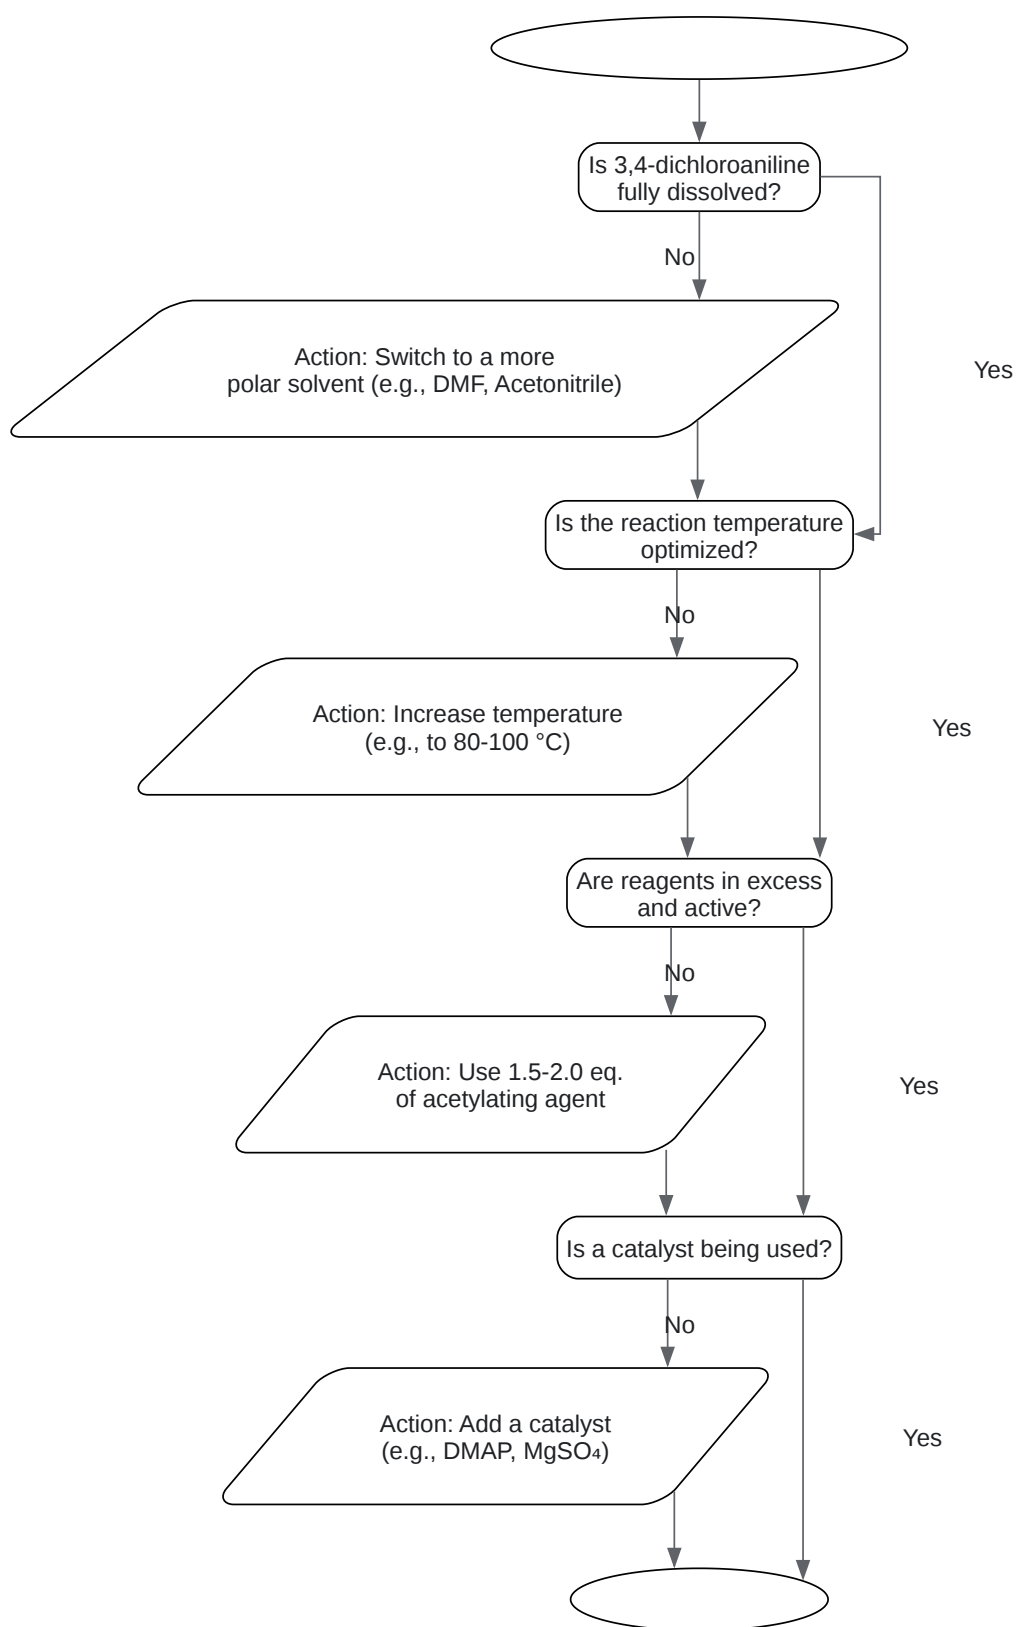 Is 3,4-dichloroaniline
fully dissolved?
No
Action: Switch to a more
polar solvent (e.g., DMF, Acetonitrile)
Yes
Is the reaction temperature
optimized?
No
Action: Increase temperature
(e.g., to 80-100 °C)
Yes
Are reagents in excess
and active?
No
Action: Use 1.5-2.0 eq.
of acetylating agent
Yes
Is a catalyst being used?
No
Action: Add a catalyst
(e.g., DMAP, MgSO₄)
Yes